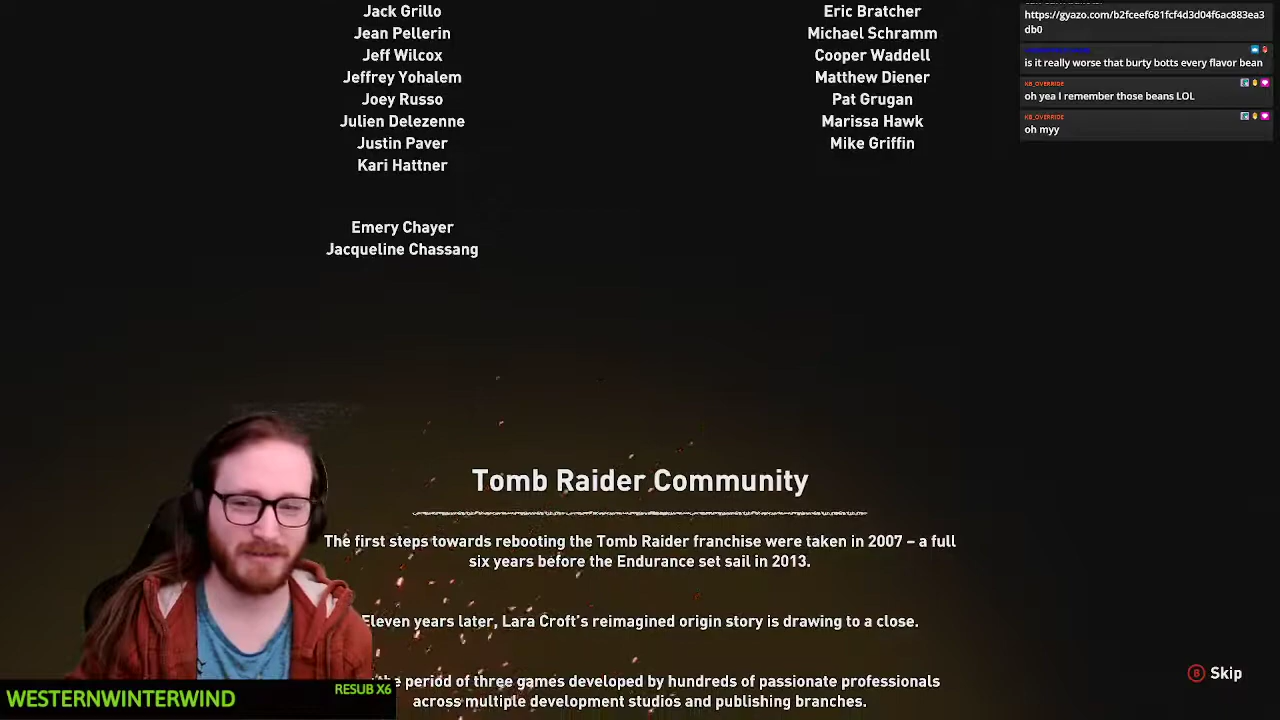 Jack Grillo
Jean Pellerin
Jeff Wilcox
Jeffrey Yohalem
Joey Russo
Julien Delezenne
Justin Paver
Kari Hattner
Emery Chayer
Jacqueline Chassang
Eric Bratcher
Michael Schramm
Cooper Waddell
Matthew Diener
Pat Grugan
Marissa Hawk
Mike Griffin
https://gyazo.com/b2fceef681fcf4d3d04f6ac883ea3
db0
is it really worse that burty botts every flavor bean
KB_OVERRIDE
oh yea I remember those beans LOL
KB_OVERRIDE
oh myy
Tomb Raider Community
The first steps towards rebooting the Tomb Raider franchise were taken in 2007 – a full
six years before the Endurance set sail in 2013.
Eleven years later, Lara Croft's reimagined origin story is drawing to a close.
period of three games developed by hundreds of passionate professionals
across multiple development studios and publishing branches.
B Skip
WESTERNWINTERWIND
RESUB X6